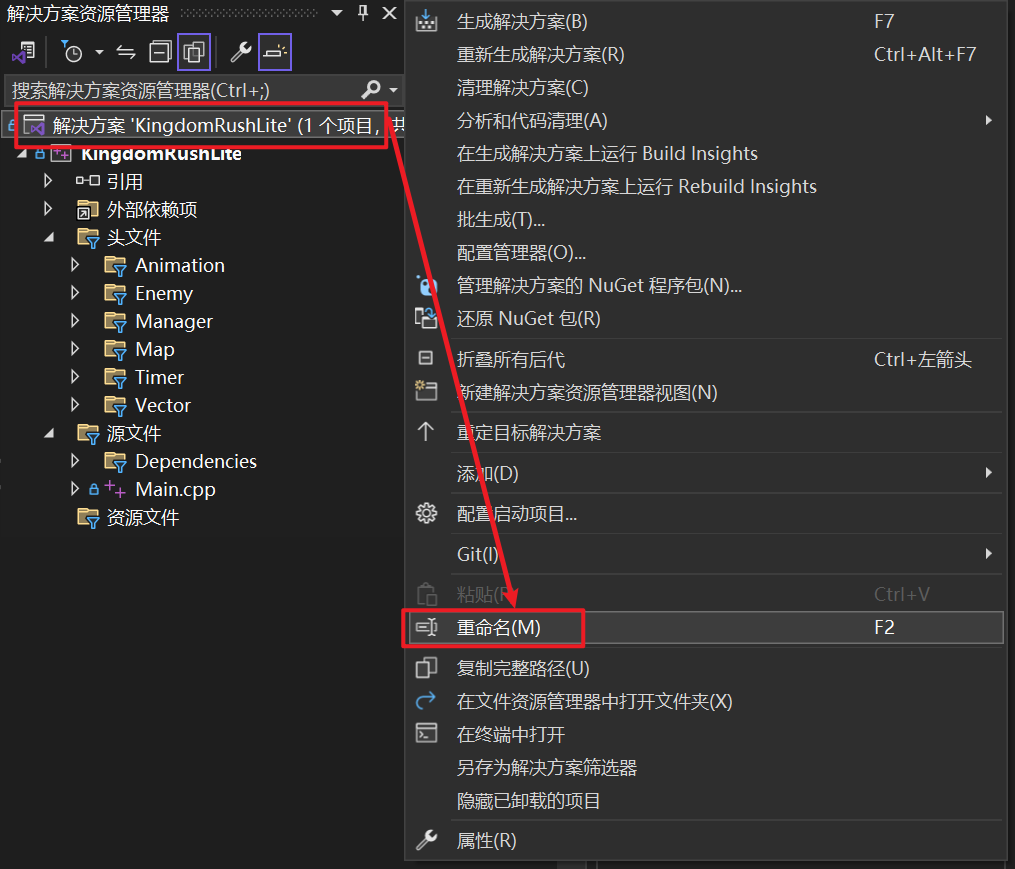 解决方案资源管理器
搜索解决方案资源管理器(Ctrl+;)
解决方案 'KingdomRushLite' (1 个项目, 共
KingdomRushLite
引用
外部依赖项
头文件
Animation
Enemy
Manager
Map
Timer
Vector
源文件
Dependencies
Main.cpp
资源文件
生成解决方案(B) F7
重新生成解决方案(R) Ctrl+Alt+F7
清理解决方案(C)
分析和代码清理(A)
在生成解决方案上运行 Build Insights
在重新生成解决方案上运行 Rebuild Insights
批生成(T)...
配置管理器(O)...
管理解决方案的 NuGet 程序包(N)...
还原 NuGet 包(R)
折叠所有后代 Ctrl+左箭头
新建解决方案资源管理器视图(N)
重定目标解决方案
添加(D)
配置启动项目...
Git(I)
粘贴(P) Ctrl+V
重命名(M) F2
复制完整路径(U)
在文件资源管理器中打开文件夹(X)
在终端中打开
另存为解决方案筛选器
隐藏已卸载的项目
属性(R)